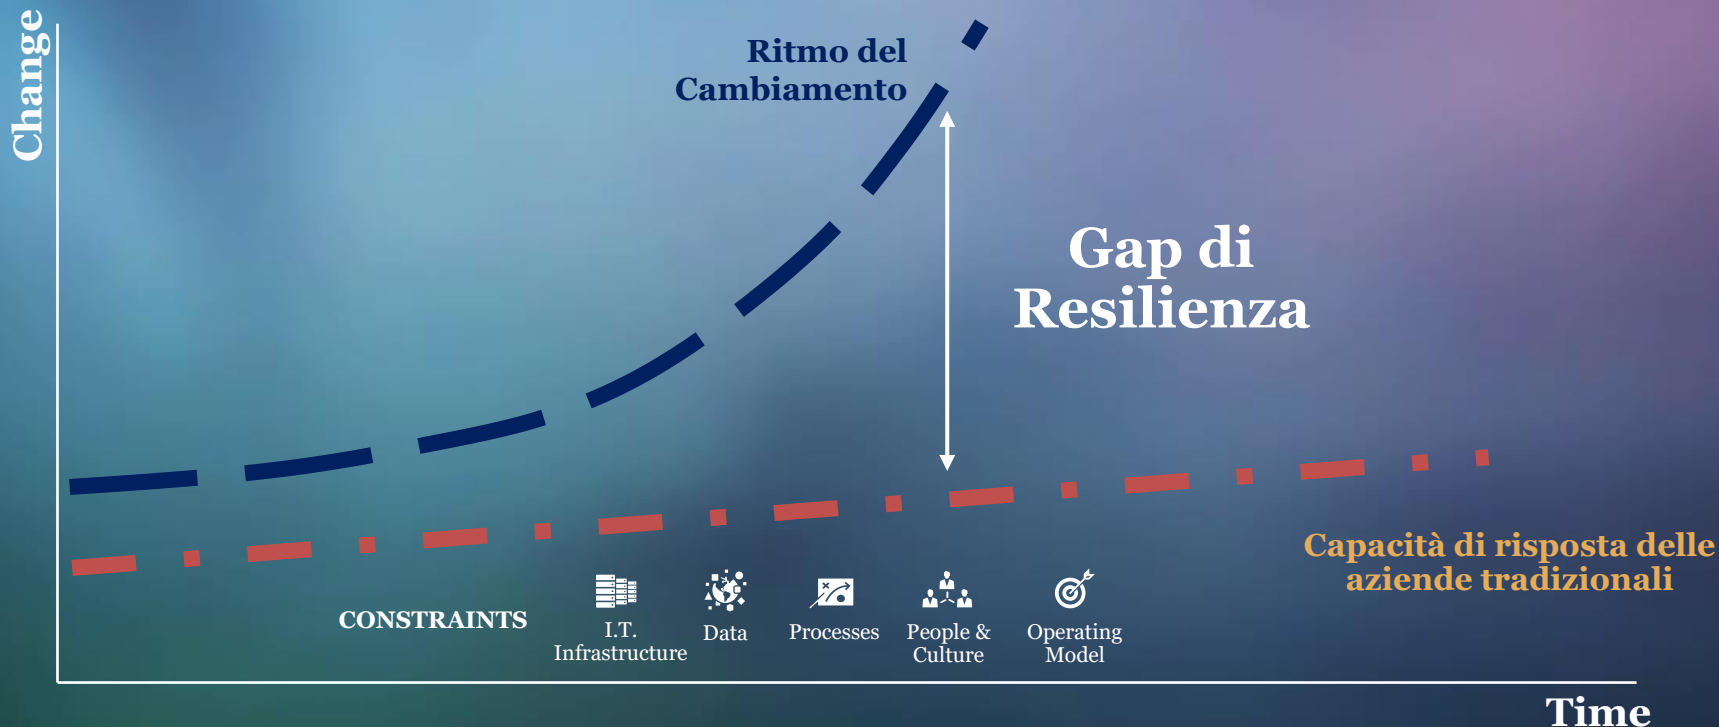 Change
Ritmo del
Cambiamento
Gap di
Resilienza
Capacità di risposta delle
aziende tradizionali
CONSTRAINTS
I.T.
Infrastructure
Data
Processes
People &
Culture
Operating
Model
Time